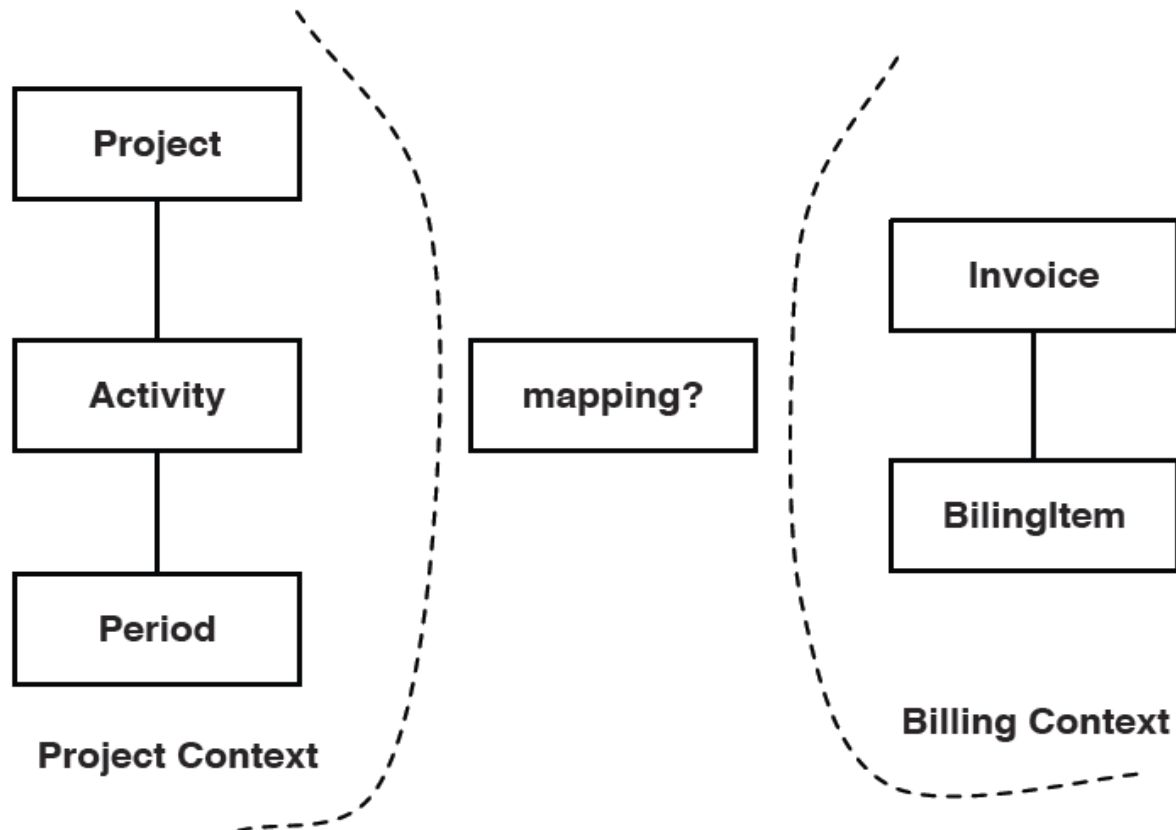 Project
Activity
Period
Project Context
mapping?
Invoice
BilingItem
Billing Context